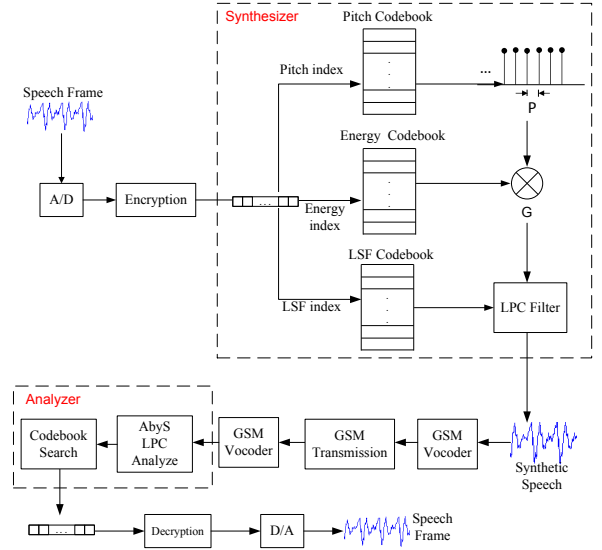 Synthesizer
Pitch Codebook
Pitch index
...
P
Speech Frame
Energy Codebook
A/D
Encryption
...
Energy
index
G
LSF Codebook
LSF index
LPC Filter
Analyzer
Codebook
Search
AbyS
LPC
Analyze
GSM
Vocoder
GSM
Transmission
GSM
Vocoder
Synthetic
Speech
...
Decryption
D/A
Speech
Frame